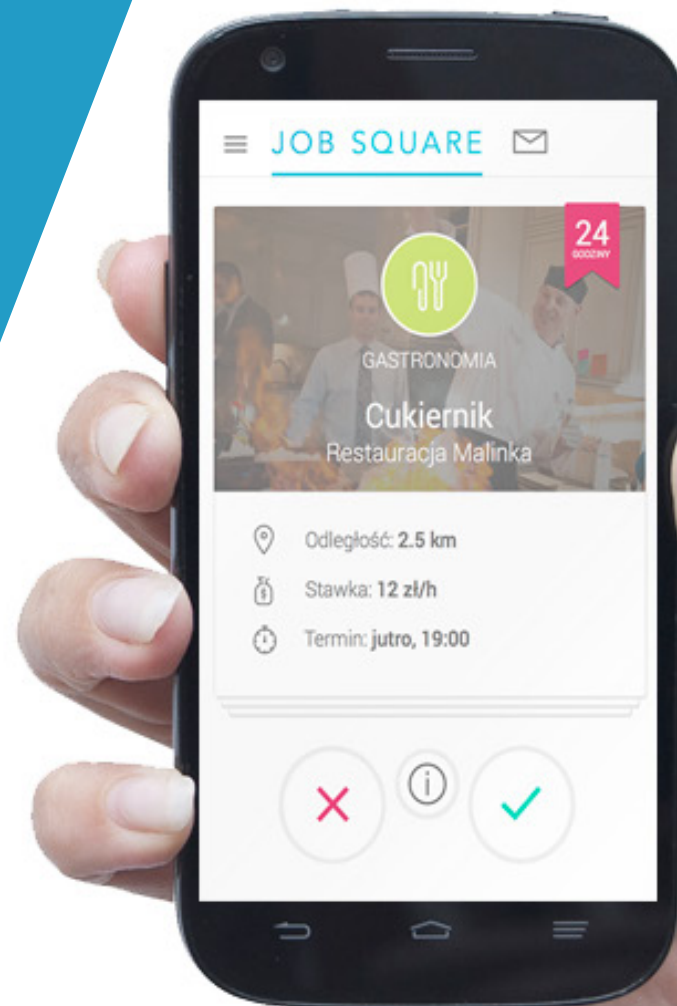 JOB SQUARE
24
GODZINY
GASTRONOMIA
Cukiernik
Restauracja Malinka
Odległość: 2.5 km
Stawka: 12 zł/h
Termin: jutro, 19:00